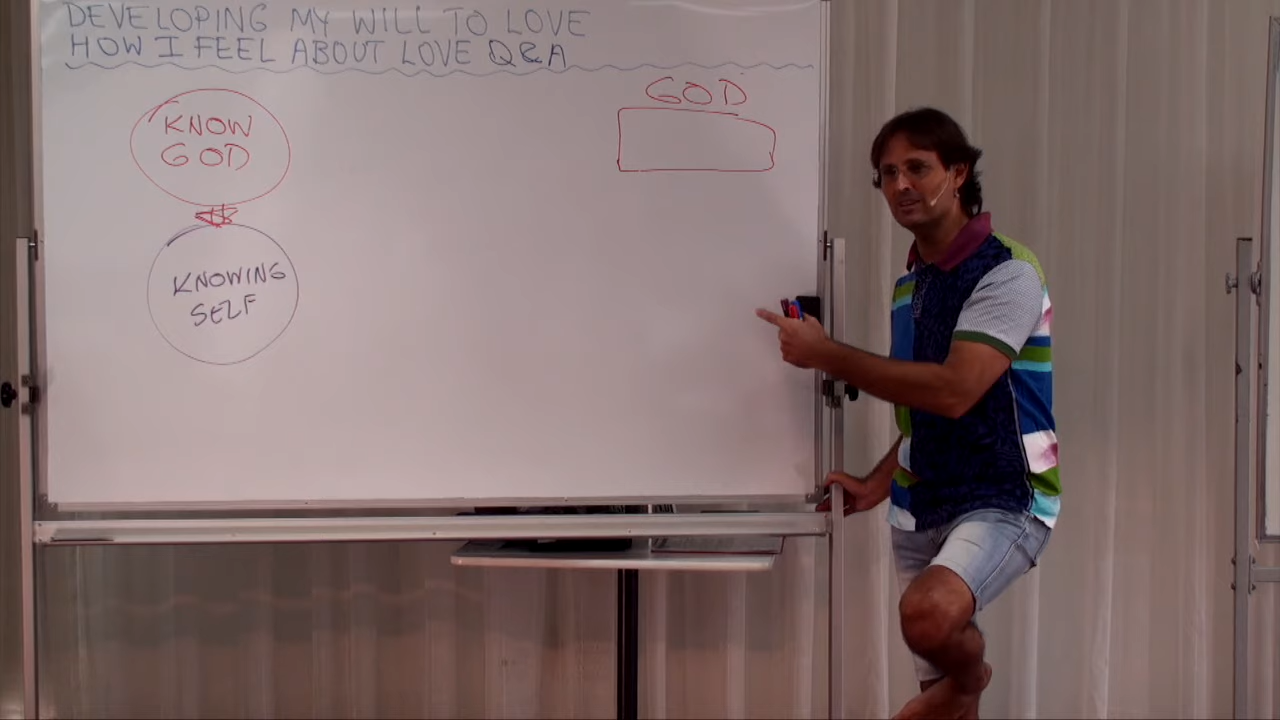 DEVELOPING MY WILL TO LOVE
HOW I FEEL ABOUT LOVE Q&A
GOD
KNOW
GOD
KNOWING
SELF